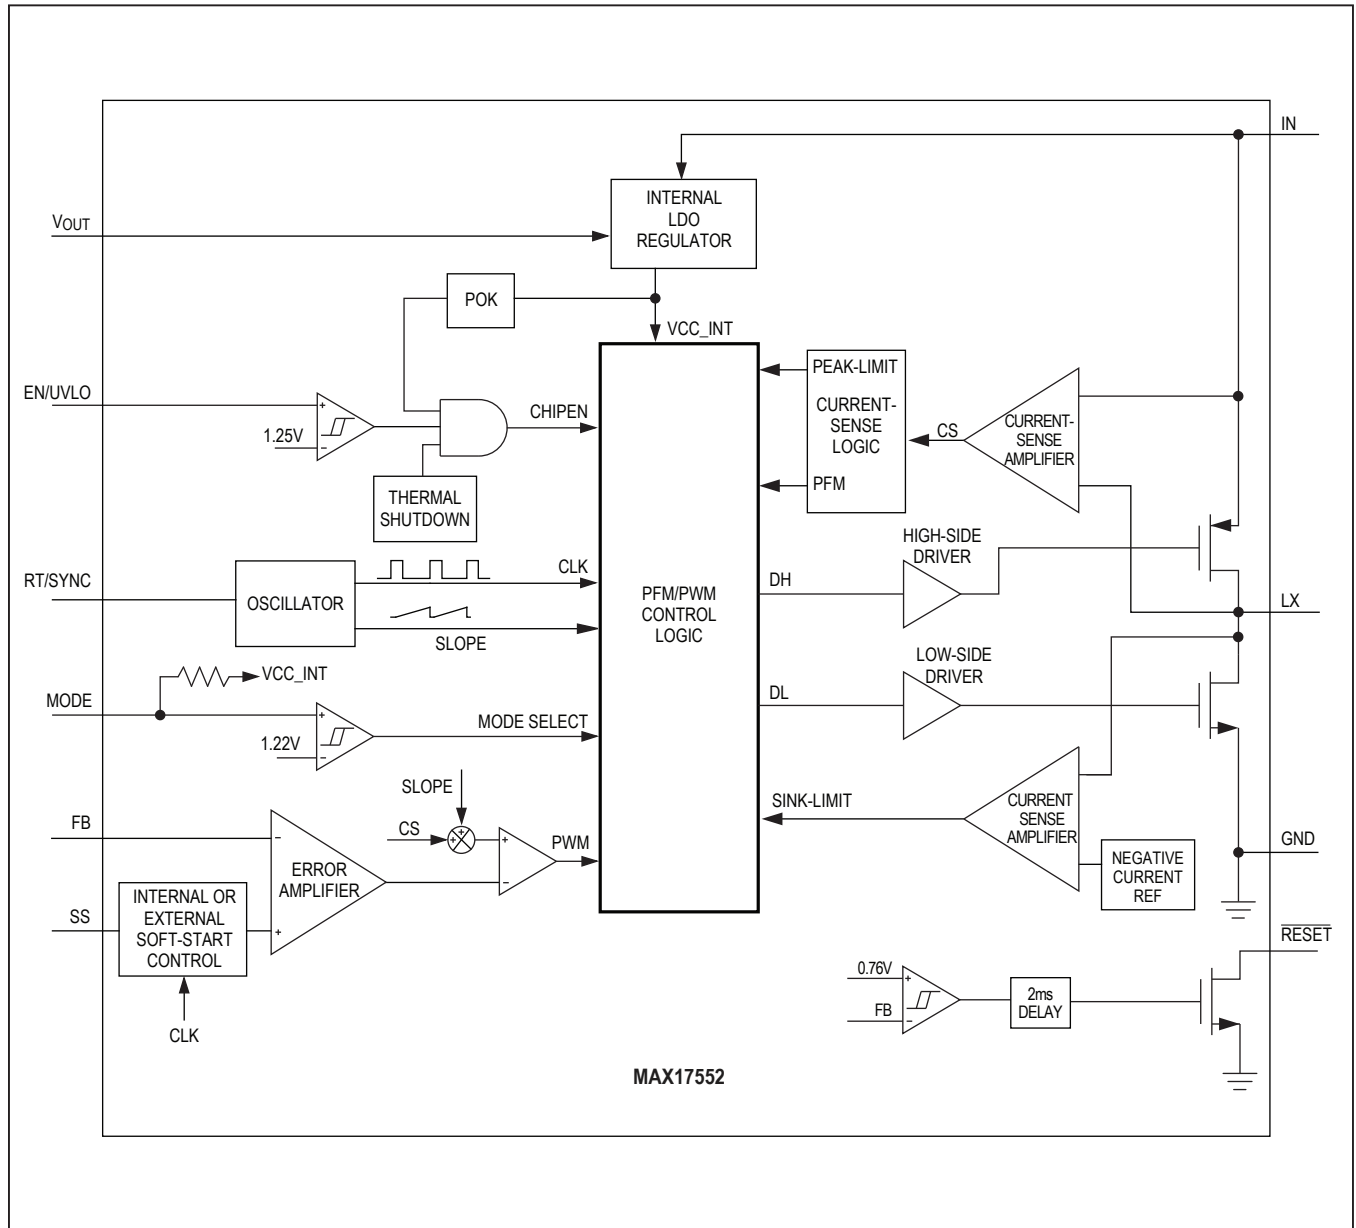 IN
INTERNAL
LDO
REGULATOR
VOUT
POK
VCC_INT
EN/UVLO
1.25V
+
−
CHIPEN
THERMAL
SHUTDOWN
PEAK-LIMIT
CURRENT-
SENSE
LOGIC
PFM
CS
CURRENT-
SENSE
AMPLIFIER
RT/SYNC
OSCILLATOR
CLK
SLOPE
PFM/PWM
CONTROL
LOGIC
HIGH-SIDE
DRIVER
DH
LX
LOW-SIDE
DRIVER
DL
VCC_INT
MODE
1.22V
+
−
MODE SELECT
SLOPE
CS
+
+
+
−
PWM
FB
−
ERROR
AMPLIFIER
+
SS
INTERNAL OR
EXTERNAL
SOFT-START
CONTROL
CLK
SINK-LIMIT
CURRENT
SENSE
AMPLIFIER
NEGATIVE
CURRENT
REF
GND
RESET
0.76V
+
FB
−
2ms
DELAY
MAX17552